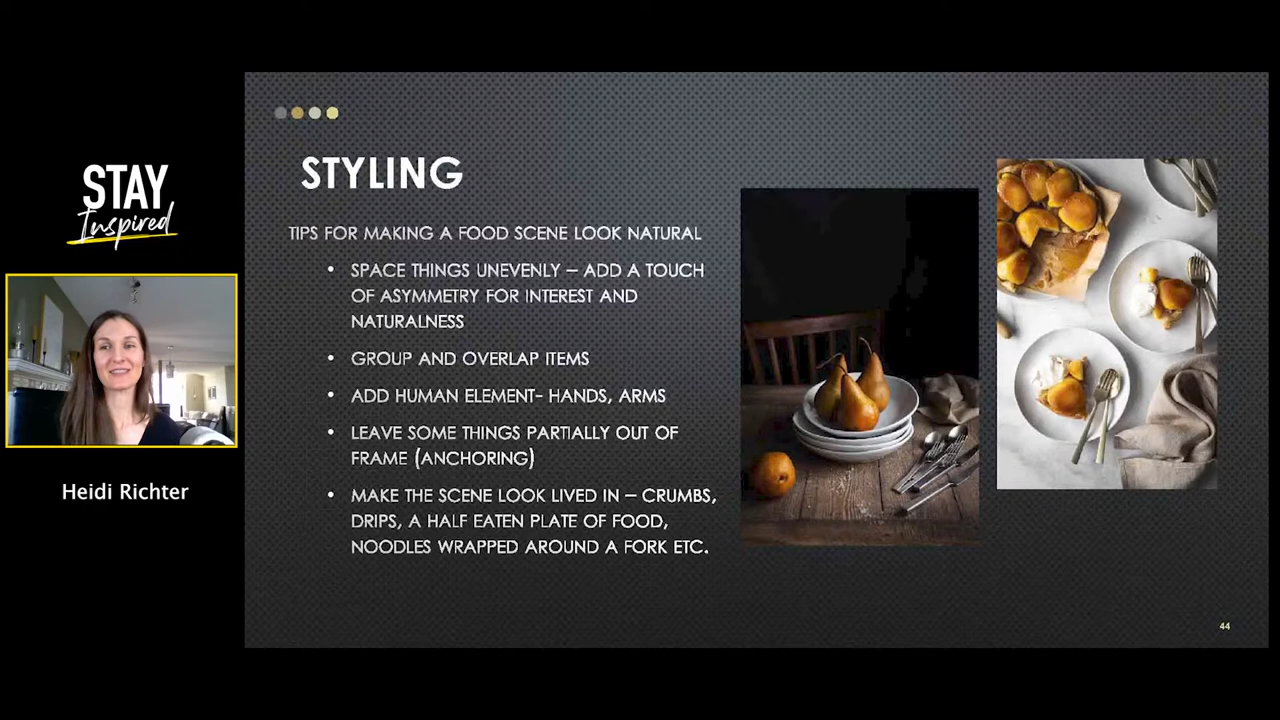 STAY
Inspired
Heidi Richter
STYLING
TIPS FOR MAKING A FOOD SCENE LOOK NATURAL
• SPACE THINGS UNEVENLY – ADD A TOUCH
OF ASYMMETRY FOR INTEREST AND
NATURALNESS
• GROUP AND OVERLAP ITEMS
• ADD HUMAN ELEMENT- HANDS, ARMS
• LEAVE SOME THINGS PARTIALLY OUT OF
FRAME (ANCHORING)
• MAKE THE SCENE LOOK LIVED IN – CRUMBS,
DRIPS, A HALF EATEN PLATE OF FOOD,
NOODLES WRAPPED AROUND A FORK ETC.
44